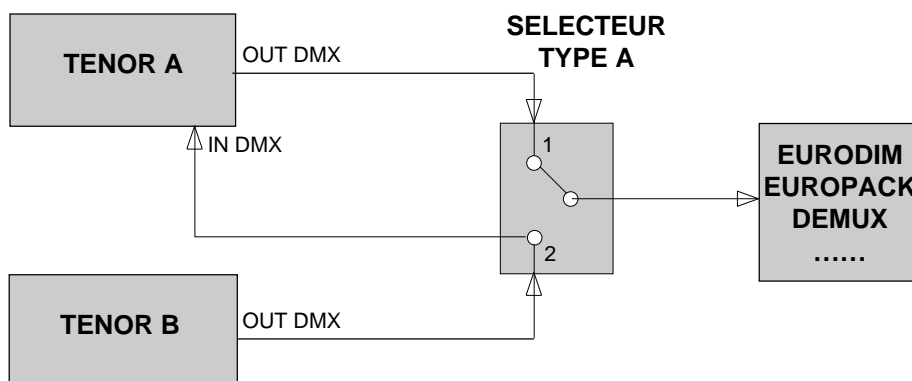 SELECTEUR
TYPE A
TENOR A
OUT DMX
IN DMX
1
2
EURODIM
EUROPACK
DEMUX
......
TENOR B
OUT DMX